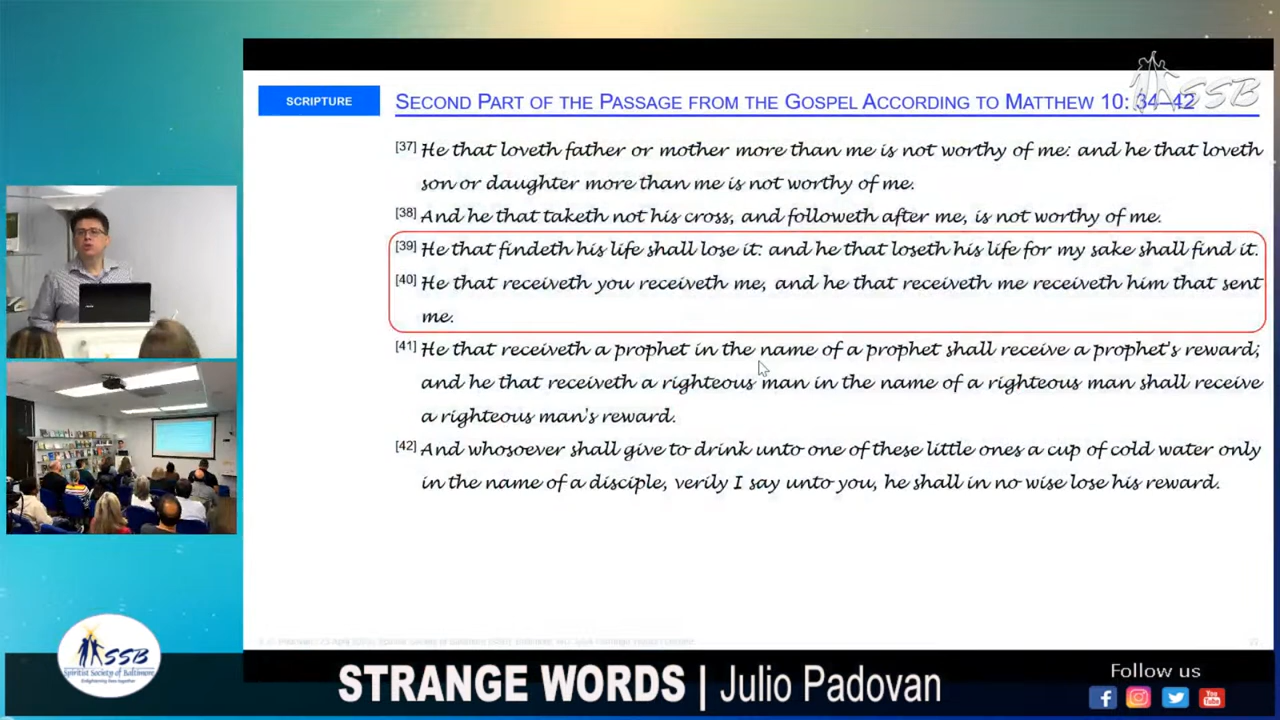 SSB
SCRIPTURE
SECOND PART OF THE PASSAGE FROM THE GOSPEL ACCORDING TO MATTHEW 10: 34–42
[37] He that loveth father or mother more than me is not worthy of me: and he that loveth
son or daughter more than me is not worthy of me.
[38] And he that taketh not his cross, and followeth after me, is not worthy of me.
[39] He that findeth his life shall lose it: and he that loseth his life for my sake shall find it.
[40] He that receiveth you receiveth me, and he that receiveth me receiveth him that sent
me.
[41] He that receiveth a prophet in the name of a prophet shall receive a prophet's reward;
and he that receiveth a righteous man in the name of a righteous man shall receive
a righteous man's reward.
[42] And whosoever shall give to drink unto one of these little ones a cup of cold water only
in the name of a disciple, verily I say unto you, he shall in no wise lose his reward.
SSB
Spiritist Society of Baltimore
Enlightening lives together
STRANGE WORDS | Julio Padovan
Follow us
You
Tube